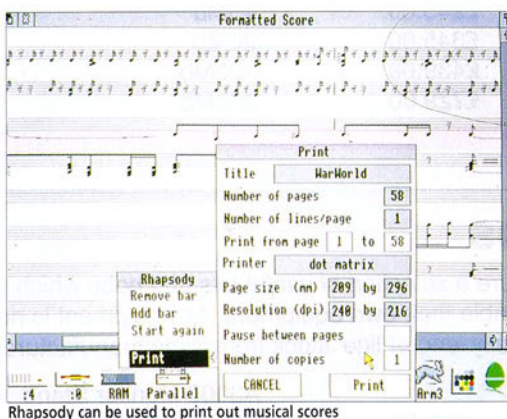 Formatted Score
Print
Title WarWorld
Number of pages 58
Number of lines/page 1
Print from page 1 to 58
Printer dot matrix
Page size (mm) 209 by 296
Resolution (dpi) 240 by 216
Pause between pages
Number of copies 1
CANCEL Print
Rhapsody
Remove bar
Add bar
Start again
Print
:4 :0 RAM Parallel Arm3
Rhapsody can be used to print out musical scores